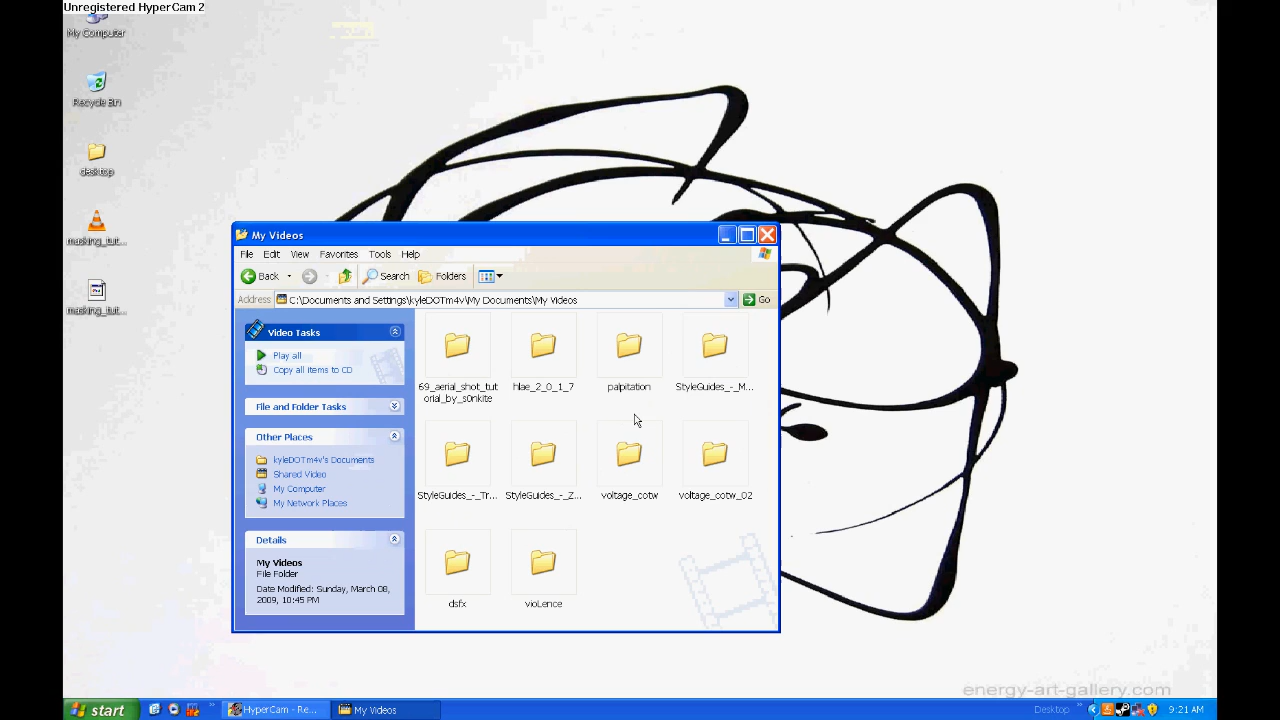 Unregistered HyperCam 2
My Computer
Recycle Bin
desktop
masking_tut...
masking_tut...
My Videos
File Edit View Favorites Tools Help
Back Search Folders
Address C:\Documents and Settings\kyleDOTm4v\My Documents\My Videos Go
Video Tasks
Play all
Copy all items to CD
File and Folder Tasks
Other Places
kyleDOTm4v's Documents
Shared Video
My Computer
My Network Places
Details
My Videos
File Folder
Date Modified: Sunday, March 08,
2009, 10:45 PM
69_aerial_shot_tut
orial_by_s0nkite
hlae_2_0_1_7
palpitation
StyleGuides_-_M...
StyleGuides_-_Tr...
StyleGuides_-_Z...
voltage_cotw
voltage_cotw_02
dsfx
vioLence
energy-art-gallery.com
start
HyperCam - Re...
My Videos
Desktop
9:21 AM